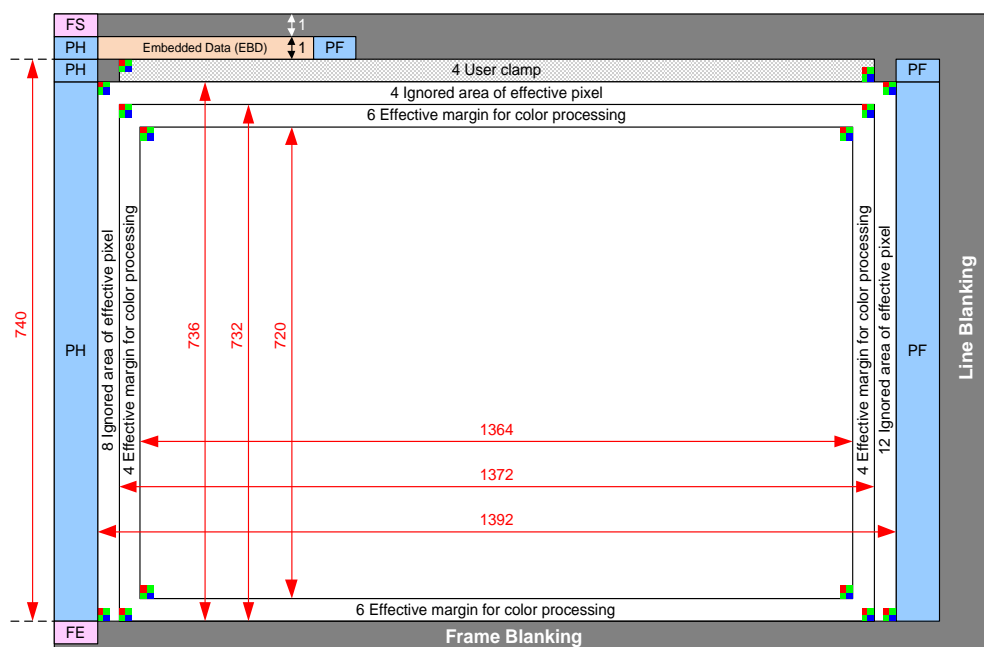 FS
1
PH
Embedded Data (EBD)
1
PF
PH
4 User clamp
PF
4 Ignored area of effective pixel
6 Effective margin for color processing
740
PH
8 Ignored area of effective pixel
4 Effective margin for color processing
736
732
720
4 Effective margin for color processing
12 Ignored area of effective pixel
PF
Line Blanking
1364
1372
1392
6 Effective margin for color processing
FE
Frame Blanking